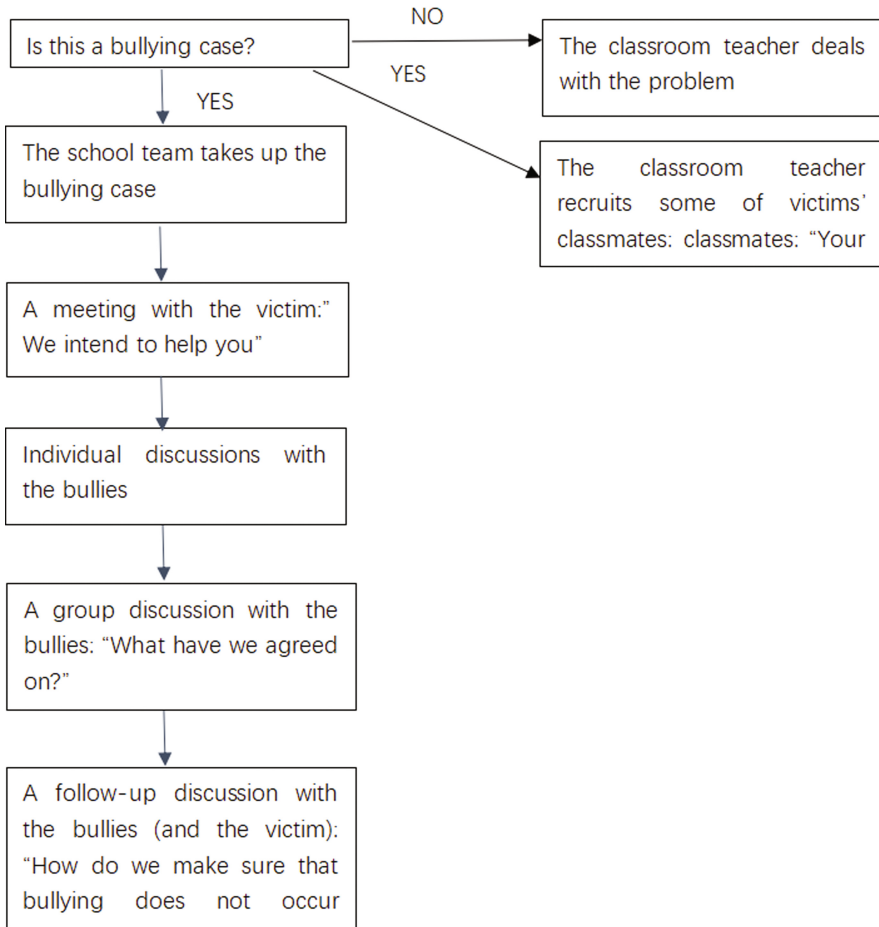 Is this a bullying case?
NO
The classroom teacher deals
with the problem
YES
YES
The school team takes up the
bullying case
The classroom teacher
recruits some of victims’
classmates: classmates: “Your
A meeting with the victim:”
We intend to help you”
Individual discussions with
the bullies
A group discussion with the
bullies: “What have we agreed
on?”
A follow-up discussion with
the bullies (and the victim):
“How do we make sure that
bullying does not occur